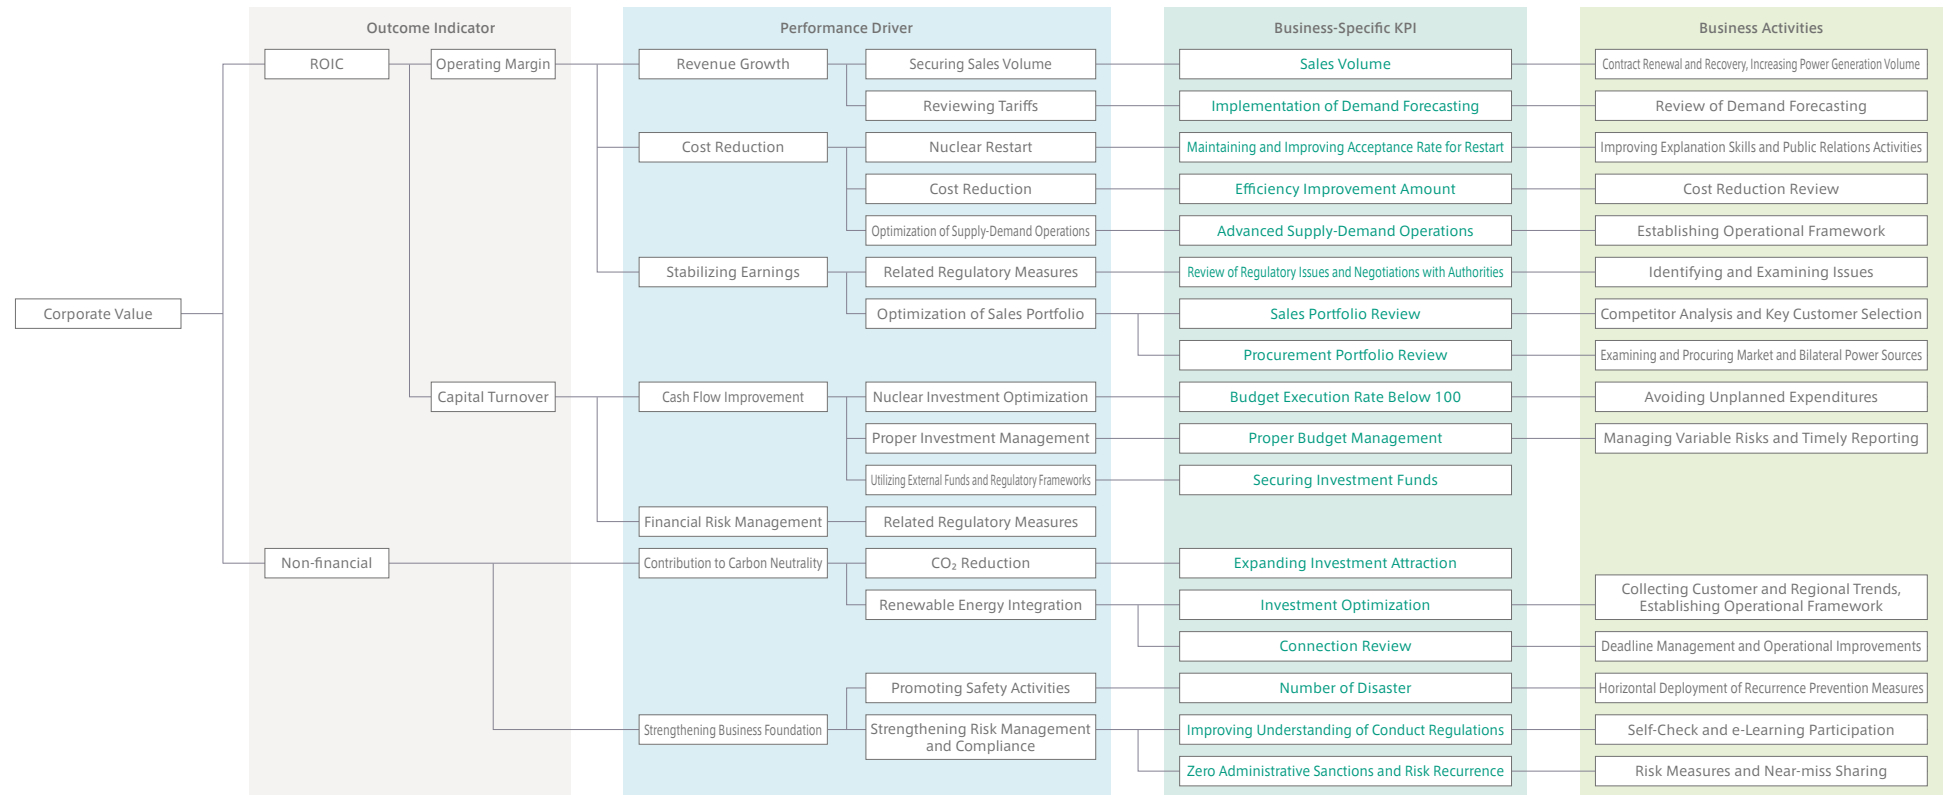 Outcome Indicator
Performance Driver
Business-Specific KPI
Business Activities
ROIC
Operating Margin
Revenue Growth
Securing Sales Volume
Sales Volume
Contract Renewal and Recovery, Increasing Power Generation Volume
Reviewing Tariffs
Implementation of Demand Forecasting
Review of Demand Forecasting
Cost Reduction
Nuclear Restart
Maintaining and Improving Acceptance Rate for Restart
Improving Explanation Skills and Public Relations Activities
Cost Reduction
Efficiency Improvement Amount
Cost Reduction Review
Optimization of Supply-Demand Operations
Advanced Supply-Demand Operations
Establishing Operational Framework
Stabilizing Earnings
Related Regulatory Measures
Review of Regulatory Issues and Negotiations with Authorities
Identifying and Examining Issues
Corporate Value
Optimization of Sales Portfolio
Sales Portfolio Review
Competitor Analysis and Key Customer Selection
Procurement Portfolio Review
Examining and Procuring Market and Bilateral Power Sources
Capital Turnover
Cash Flow Improvement
Nuclear Investment Optimization
Budget Execution Rate Below 100
Avoiding Unplanned Expenditures
Proper Investment Management
Proper Budget Management
Managing Variable Risks and Timely Reporting
Utilizing External Funds and Regulatory Frameworks
Securing Investment Funds
Financial Risk Management
Related Regulatory Measures
Non-financial
Contribution to Carbon Neutrality
CO₂ Reduction
Expanding Investment Attraction
Renewable Energy Integration
Investment Optimization
Collecting Customer and Regional Trends,
Establishing Operational Framework
Connection Review
Deadline Management and Operational Improvements
Promoting Safety Activities
Number of Disaster
Horizontal Deployment of Recurrence Prevention Measures
Strengthening Business Foundation
Strengthening Risk Management
and Compliance
Improving Understanding of Conduct Regulations
Self-Check and e-Learning Participation
Zero Administrative Sanctions and Risk Recurrence
Risk Measures and Near-miss Sharing